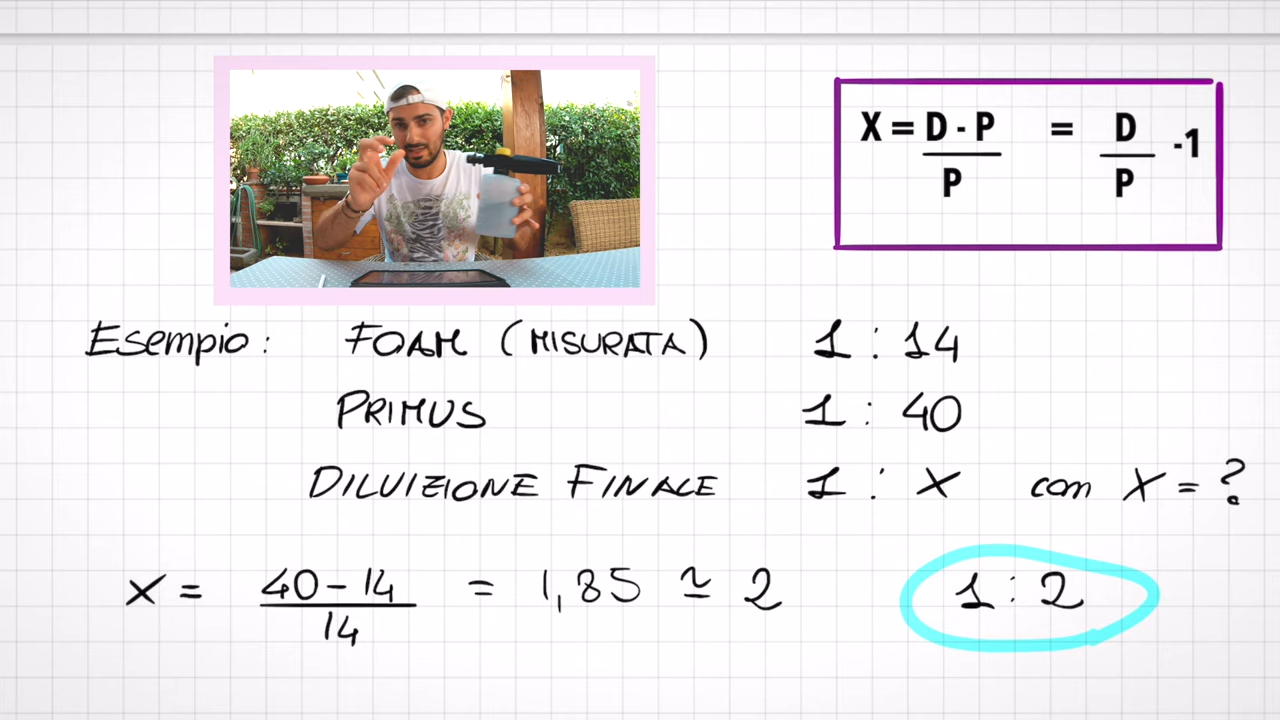 X = D - P / P = D / P -1
Esempio: FOAM (MISURATA) 1 : 14
PRIMUS 1 : 40
DILUIZIONE FINALE 1 : X con X = ?
X = 40 - 14 / 14 = 1,85 ≃ 2 1 : 2